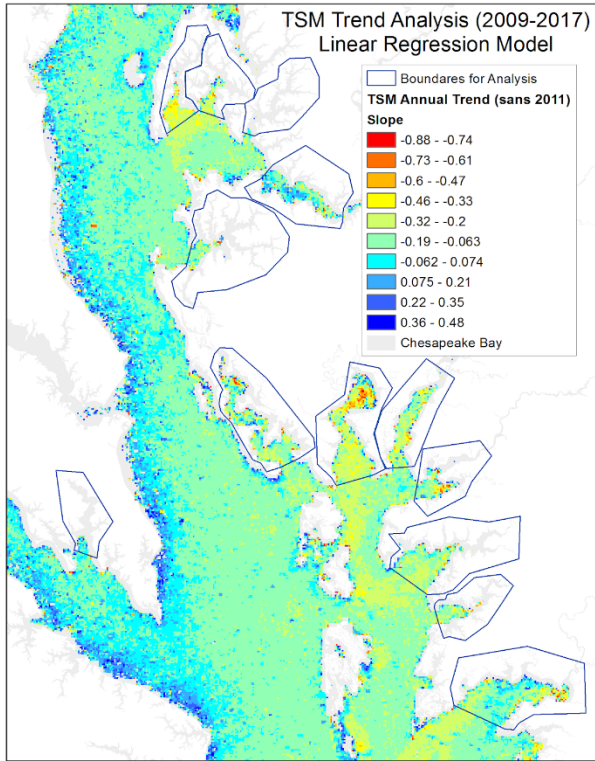 TSM Trend Analysis (2009-2017)
Linear Regression Model
Boundares for Analysis
TSM Annual Trend (sans 2011)
Slope
-0.88 - -0.74
-0.73 - -0.61
-0.6 - -0.47
-0.46 - -0.33
-0.32 - -0.2
-0.19 - -0.063
-0.062 - 0.074
0.075 - 0.21
0.22 - 0.35
0.36 - 0.48
Chesapeake Bay